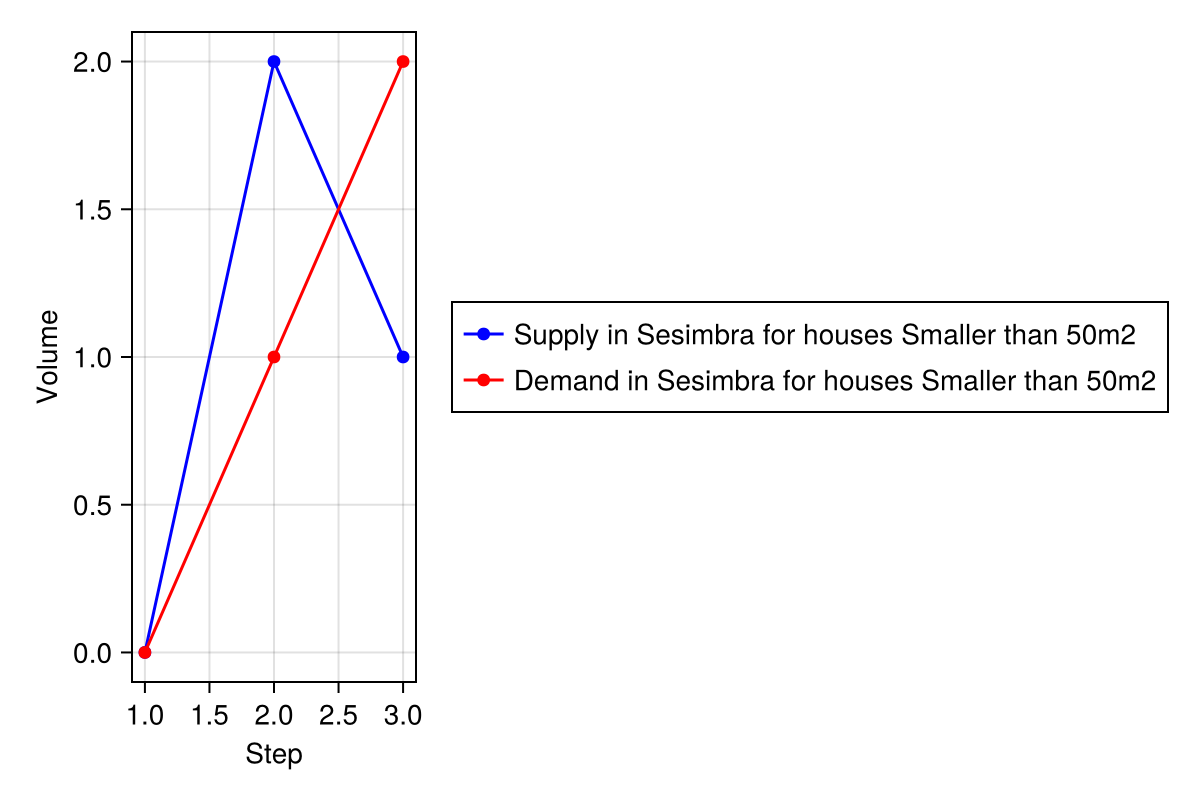 2.0
1.5
1.0
0.5
0.0
Volume
1.0 1.5 2.0 2.5 3.0
Step
Supply in Sesimbra for houses Smaller than 50m2
Demand in Sesimbra for houses Smaller than 50m2